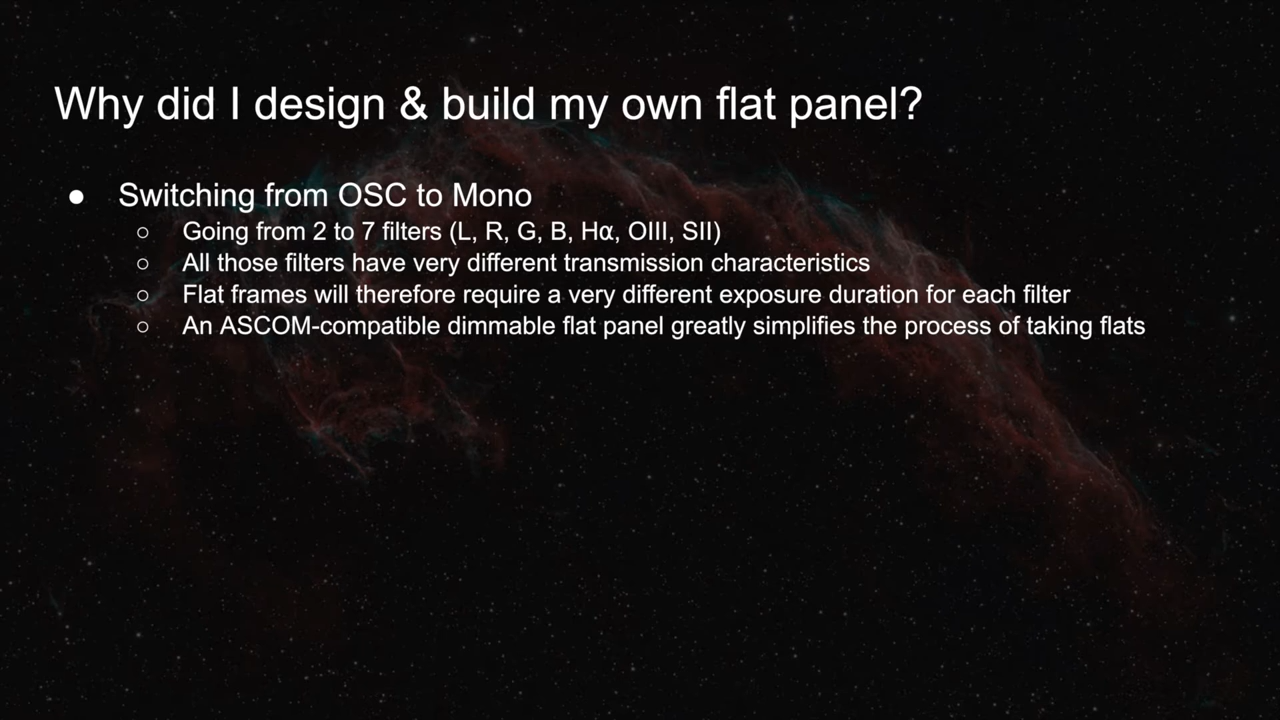 Why did I design & build my own flat panel?
● Switching from OSC to Mono
○ Going from 2 to 7 filters (L, R, G, B, Hα, OIII, SII)
○ All those filters have very different transmission characteristics
○ Flat frames will therefore require a very different exposure duration for each filter
○ An ASCOM-compatible dimmable flat panel greatly simplifies the process of taking flats